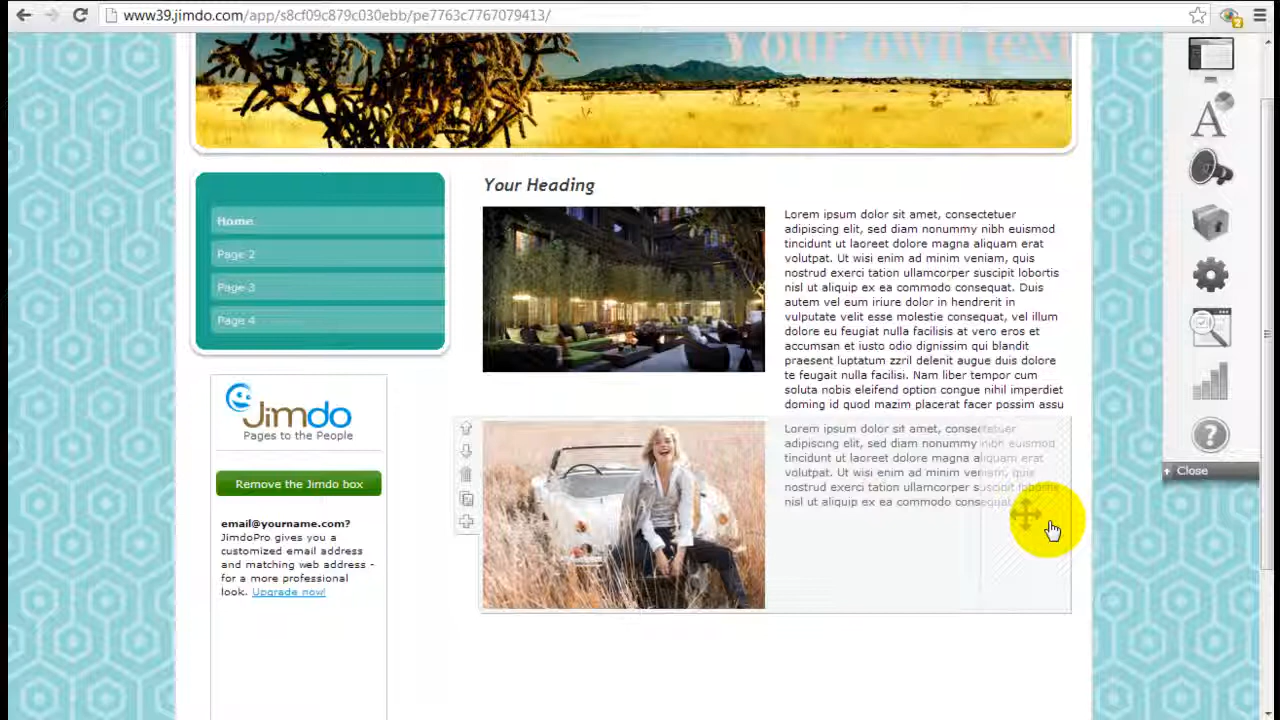 www39.jimdo.com/app/s8cf09c879c030ebb/pe7763c7767079413/
2
Your own text
Your Heading
Home
Page 2
Page 3
Page 4
Lorem ipsum dolor sit amet, consectetuer
adipiscing elit, sed diam nonummy nibh euismod
tincidunt ut laoreet dolore magna aliquam erat
volutpat. Ut wisi enim ad minim veniam, quis
nostrud exerci tation ullamcorper suscipit lobortis
nisl ut aliquip ex ea commodo consequat. Duis
autem vel eum iriure dolor in hendrerit in
vulputate velit esse molestie consequat, vel illum
dolore eu feugiat nulla facilisis at vero eros et
accumsan et iusto odio dignissim qui blandit
praesent luptatum zzril delenit augue duis dolore
te feugait nulla facilisi. Nam liber tempor cum
soluta nobis eleifend option congue nihil imperdiet
doming id quod mazim placerat facer possim assu
Lorem ipsum dolor sit amet, consectetuer
adipiscing elit, sed diam nonummy nibh euismod
tincidunt ut laoreet dolore magna aliquam erat
volutpat. Ut wisi enim ad minim veniam, quis
nostrud exerci tation ullamcorper suscipit lobortis
nisl ut aliquip ex ea commodo consequat.
Jimdo
Pages to the People
Remove the Jimdo box
email@yourname.com?
JimdoPro gives you a
customized email address
and matching web address -
for a more professional
look. Upgrade now!
A
?
Close